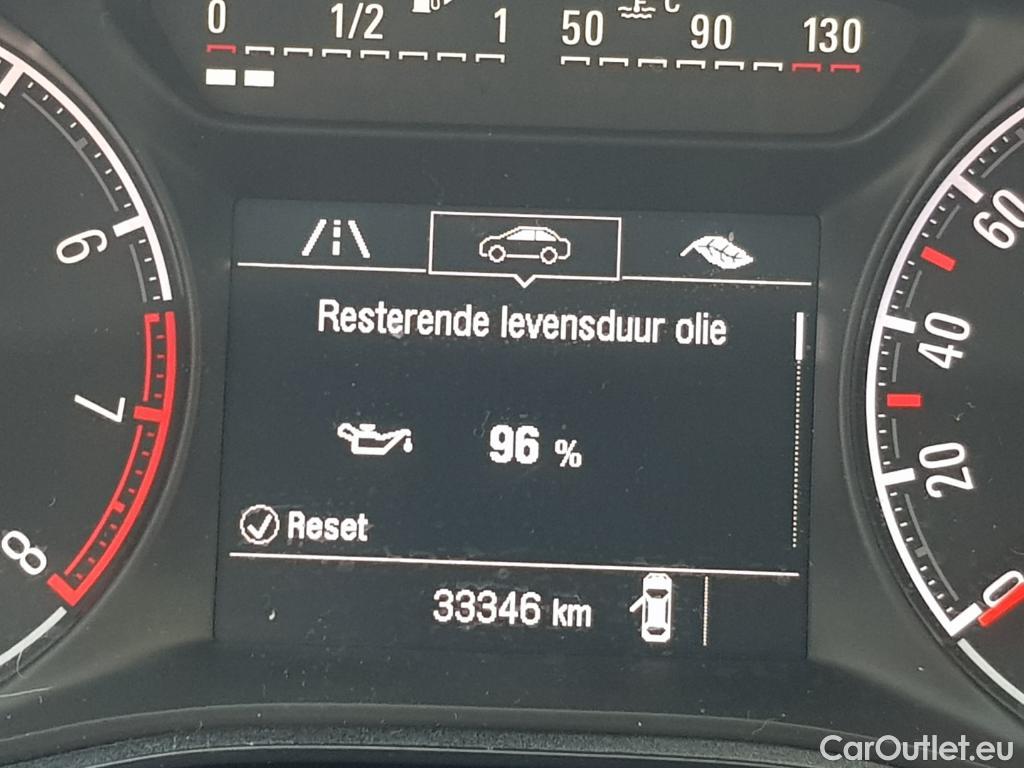 0 1/2 1 50 90 130
°C
6
7
8
60
40
20
0
Resterende levensduur olie
96 %
Reset
33346 km
CarOutlet.eu